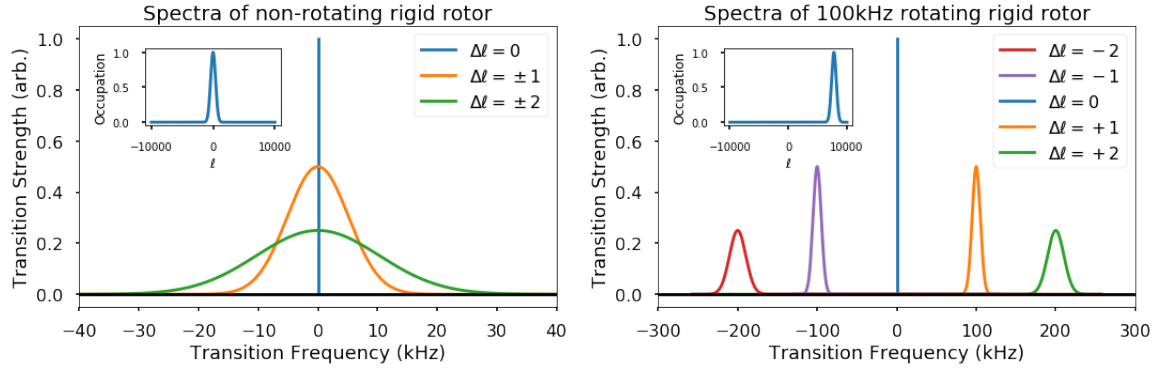 Spectra of non-rotating rigid rotor
Transition Strength (arb.)
1.0
0.8
0.6
0.4
0.2
0.0
−40 −30 −20 −10 0 10 20 30 40
Transition Frequency (kHz)
Occupation
1.0
0.5
0.0
−10000 0 10000
ℓ
Δℓ = 0
Δℓ = ±1
Δℓ = ±2
Spectra of 100kHz rotating rigid rotor
Transition Strength (arb.)
1.0
0.8
0.6
0.4
0.2
0.0
−300 −200 −100 0 100 200 300
Transition Frequency (kHz)
Occupation
1.0
0.5
0.0
−10000 0 10000
ℓ
Δℓ = −2
Δℓ = −1
Δℓ = 0
Δℓ = +1
Δℓ = +2